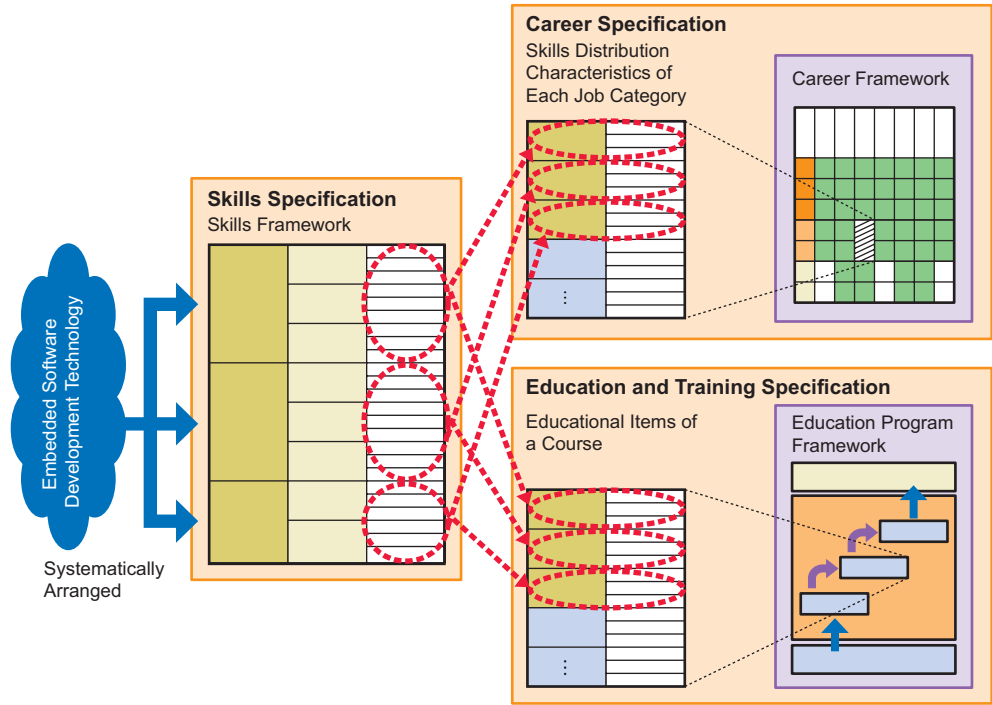 Embedded Software
Development Technology
Systematically
Arranged
Skills Specification
Skills Framework
Career Specification
Skills Distribution
Characteristics of
Each Job Category
...
Career Framework
Education and Training Specification
Educational Items of
a Course
...
Education Program
Framework